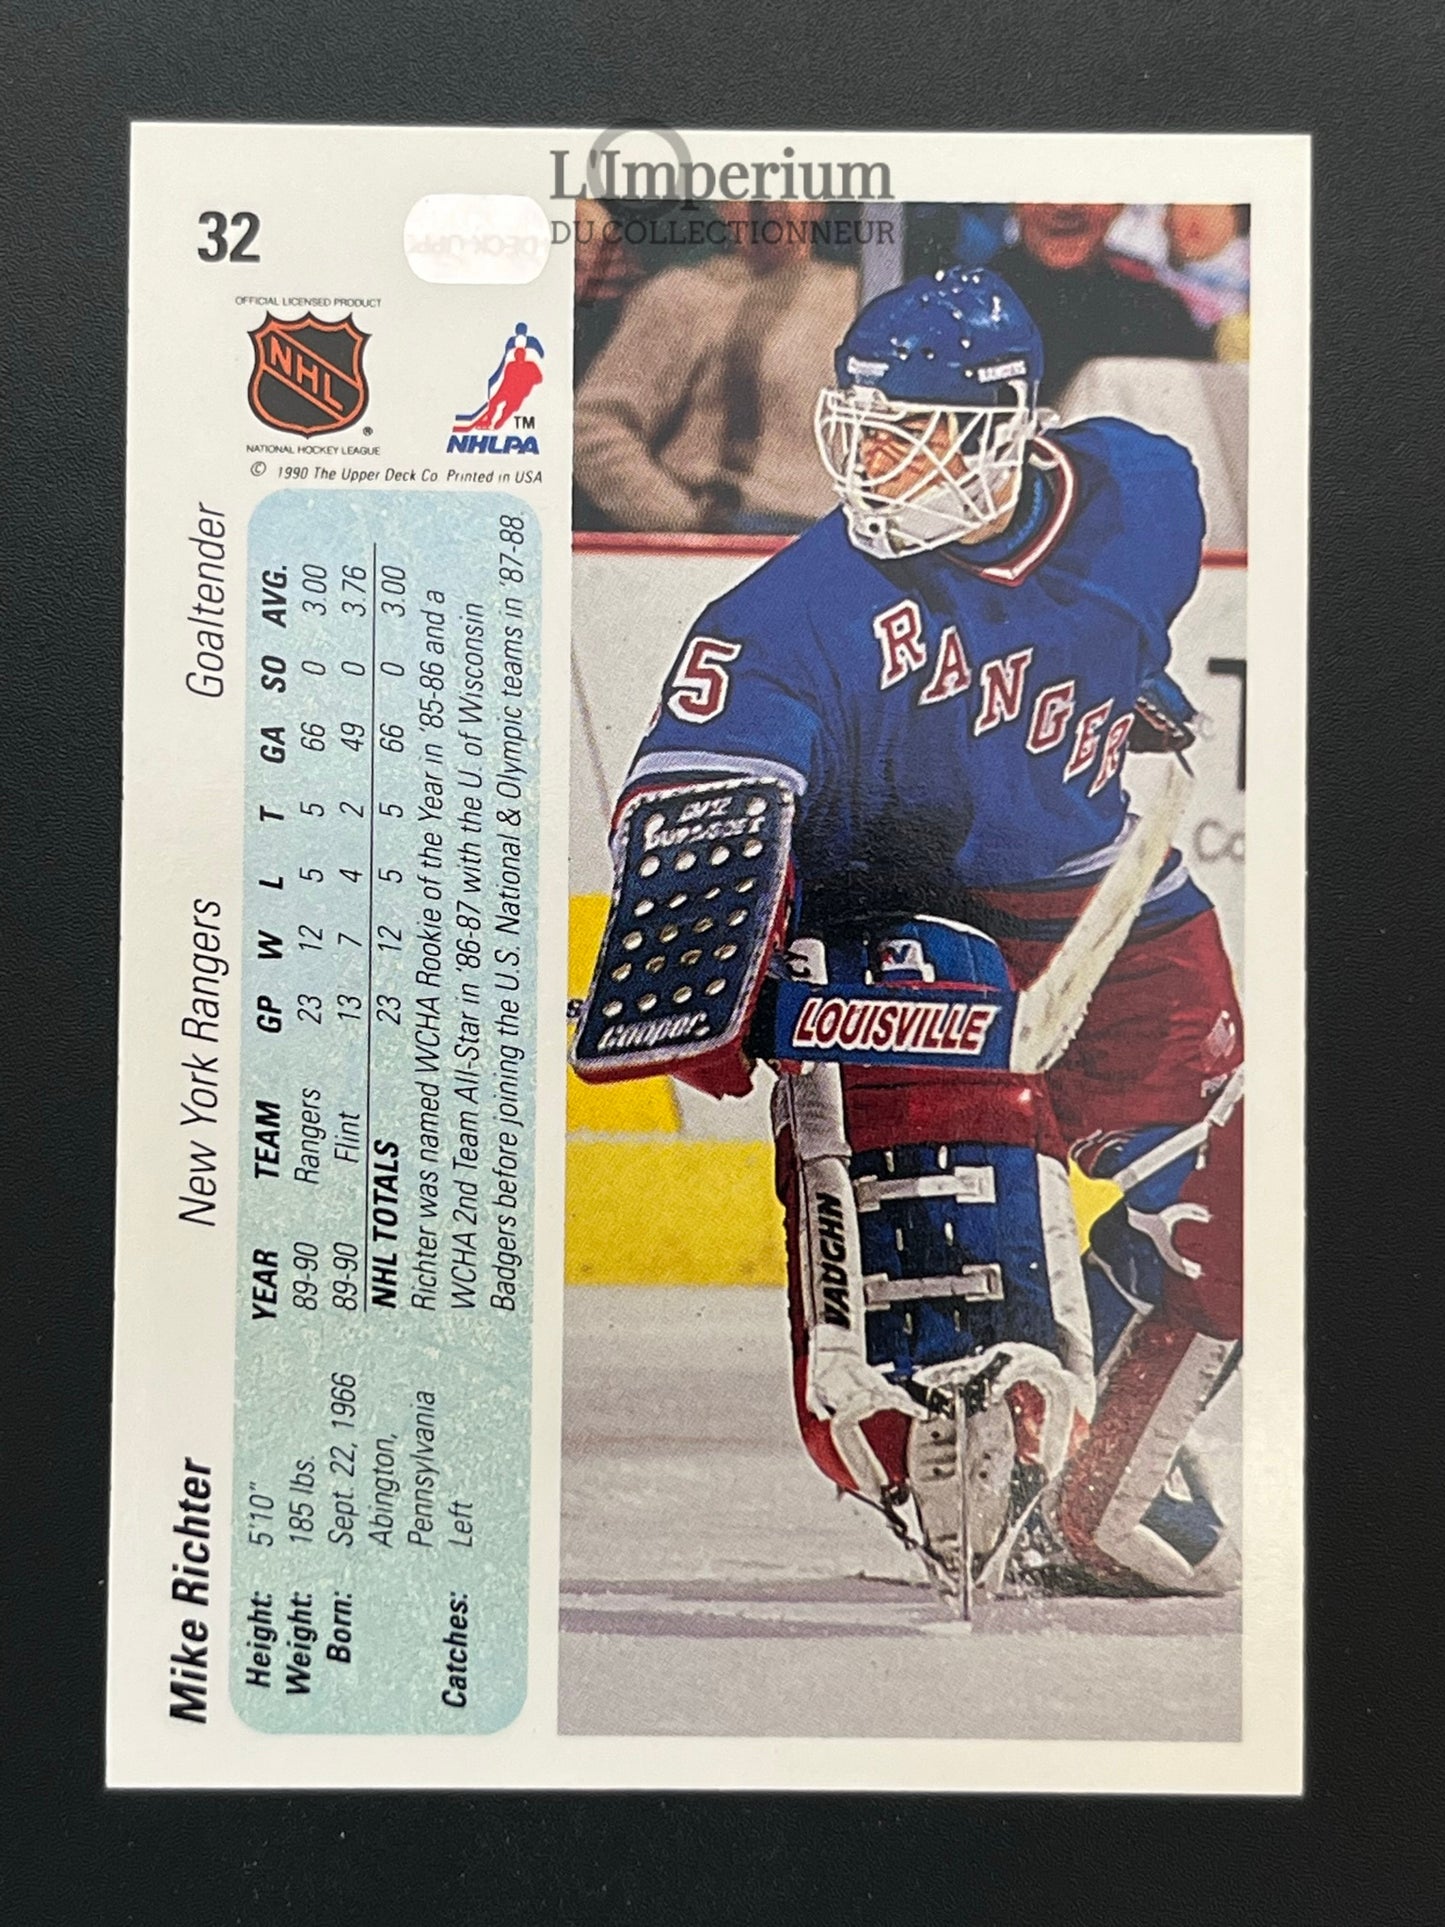 L'Imperium
DU COLLECTIONNEUR
32
OFFICIAL LICENSED PRODUCT
NHL
®
NATIONAL HOCKEY LEAGUE
TM
NHLPA
© 1990 The Upper Deck Co. Printed in USA
Mike Richter New York Rangers Goaltender
Height: 5'10"
Weight: 185 lbs.
Born: Sept. 22, 1966
Abington,
Pennsylvania
Catches: Left
YEAR TEAM GP W L T GA SO AVG.
89-90 Rangers 23 12 5 5 66 0 3.00
89-90 Flint 13 7 4 2 49 0 3.76
NHL TOTALS 23 12 5 5 66 0 3.00
Richter was named WCHA Rookie of the Year in '85-86 and a
WCHA 2nd Team All-Star in '86-87 with the U. of Wisconsin
Badgers before joining the U.S. National & Olympic teams in '87-88.
RANGERS
5
Cooper
LOUISVILLE
VAUGHN